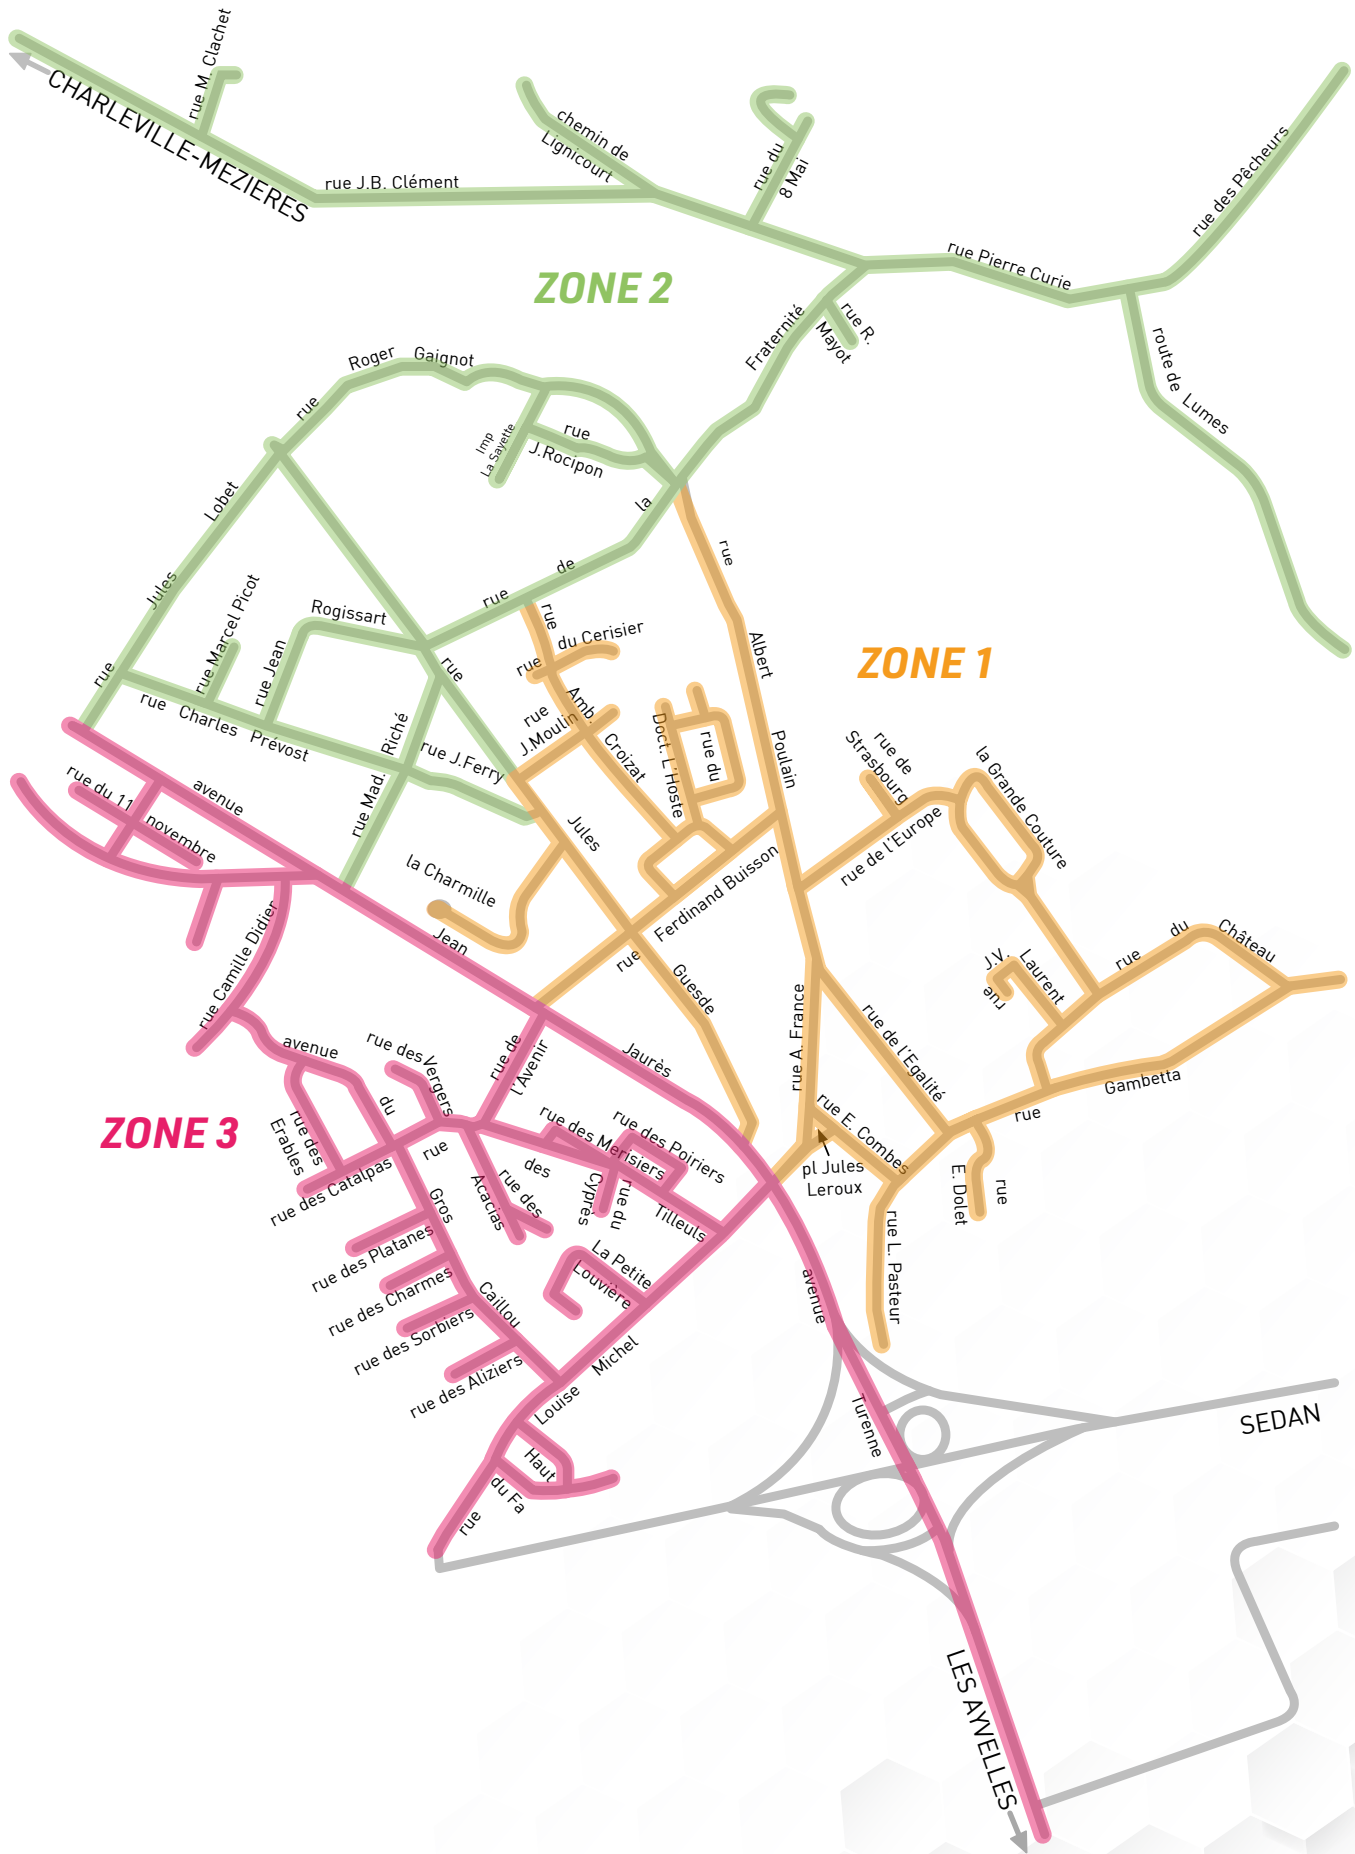 rue M. Clachet
CHARLEVILLE-MEZIERES
rue J.B. Clément
chemin de
Lignicourt
rue du
8 Mai
rue des Pêcheurs
rue Pierre Curie
ZONE 2
Fraternité
rue R.
Mayot
route de Lumes
Roger Gaignot
rue
Imp
La Sayette
rue
J.Rocipon
Lobet
la
rue
de
Jules
rue Marcel Picot
Rogissart
rue
rue
du Cerisier
rue
Albert
ZONE 1
rue Jean
rue
rue
rue
Charles
Prévost
Riché
rue J.Ferry
rue
J.Moulin
Amb.
Croizat
Doct. L'Hoste
rue du
Poulain
rue de
Strasbourg
la Grande Couture
rue du 11
novembre
avenue
rue Mad.
Jules
rue de l'Europe
la Charmille
Ferdinand Buisson
rue Camille Didier
Jean
rue
Guesde
J.V.
Laurent
rue
rue
du
Château
avenue
rue des
Vergers
rue de
l'Avenir
Jaurès
rue A. France
rue de l'Egalité
Gambetta
ZONE 3
rue des
Erables
du
rue
rue des Merisiers
rue des Poiriers
rue E. Combes
rue
pl Jules
Leroux
rue des Catalpas
Acacias
rue des
des
Cyprès
rue du
Tilleuls
E. Dolet
rue
Gros
rue des Platanes
rue des Charmes
rue des Sorbiers
rue des Aliziers
Caillou
La Petite
Louvière
rue L. Pasteur
avenue
Michel
Louise
Turenne
SEDAN
Haut
du Fa
rue
LES AYVELLES